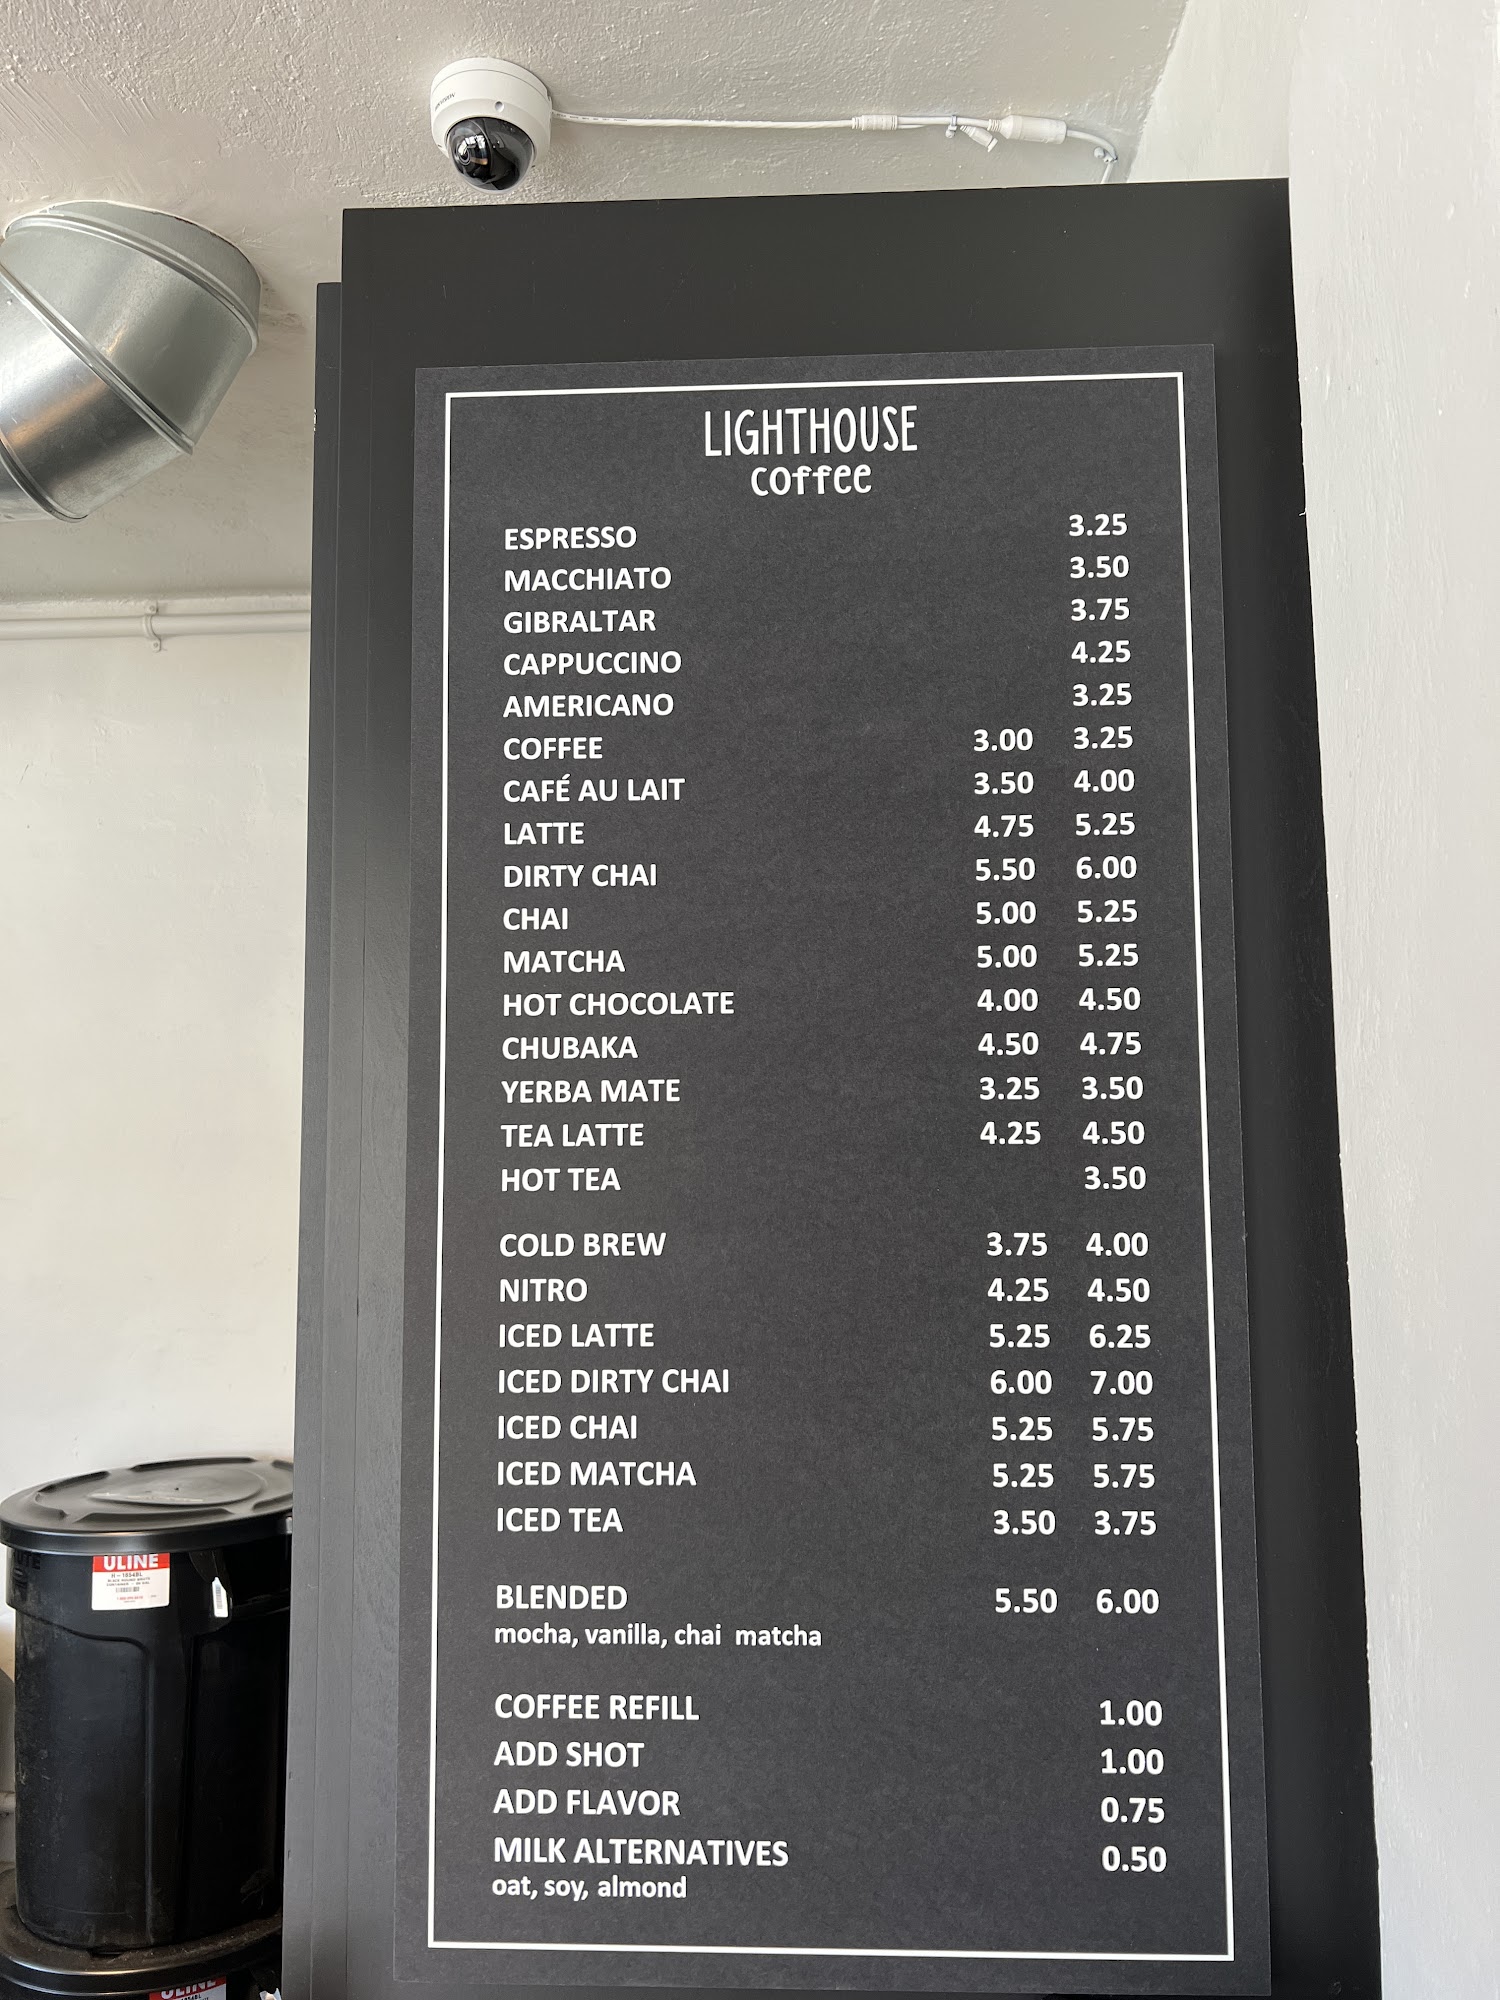 HIKVISION
LIGHTHOUSE
coffee
ESPRESSO 3.25
MACCHIATO 3.50
GIBRALTAR 3.75
CAPPUCCINO 4.25
AMERICANO 3.25
COFFEE 3.00 3.25
CAFÉ AU LAIT 3.50 4.00
LATTE 4.75 5.25
DIRTY CHAI 5.50 6.00
CHAI 5.00 5.25
MATCHA 5.00 5.25
HOT CHOCOLATE 4.00 4.50
CHUBAKA 4.50 4.75
YERBA MATE 3.25 3.50
TEA LATTE 4.25 4.50
HOT TEA 3.50
COLD BREW 3.75 4.00
NITRO 4.25 4.50
ICED LATTE 5.25 6.25
ICED DIRTY CHAI 6.00 7.00
ICED CHAI 5.25 5.75
ICED MATCHA 5.25 5.75
ICED TEA 3.50 3.75
BLENDED 5.50 6.00
mocha, vanilla, chai matcha
COFFEE REFILL 1.00
ADD SHOT 1.00
ADD FLAVOR 0.75
MILK ALTERNATIVES 0.50
oat, soy, almond
ULINE
H-1854BL
ULINE